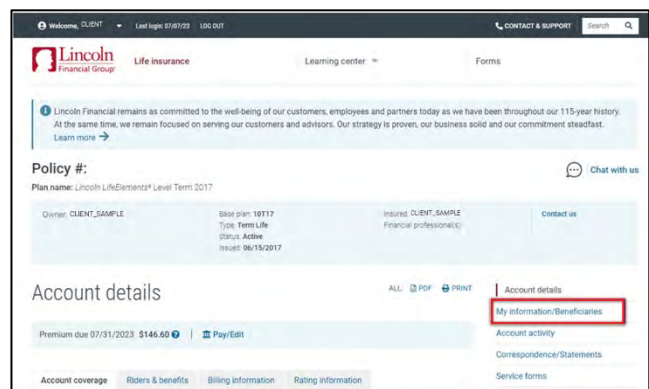 Welcome, CLIENT Last login: 07/07/23 LOG OUT CONTACT & SUPPORT Search
Lincoln
Financial Group®
Life insurance Learning center Forms
Lincoln Financial remains as committed to the well-being of our customers, employees and partners today as we have been throughout our 115-year history.
At the same time, we remain focused on serving our customers and advisors. Our strategy is proven, our business solid and our commitment steadfast.
Learn more →
Policy #:
Chat with us
Plan name: Lincoln LifeElements® Level Term 2017
Owner: CLIENT_SAMPLE Base plan: 10T17 Insured: CLIENT_SAMPLE Contact us
Type: Term Life Financial professional(s):
Status: Active
Issued: 06/15/2017
Account details ALL: PDF PRINT Account details
My information/Beneficiaries
Premium due 07/31/2023 $146.60 Pay/Edit Account activity
Correspondence/Statements
Account coverage Riders & benefits Billing information Rating information Service forms